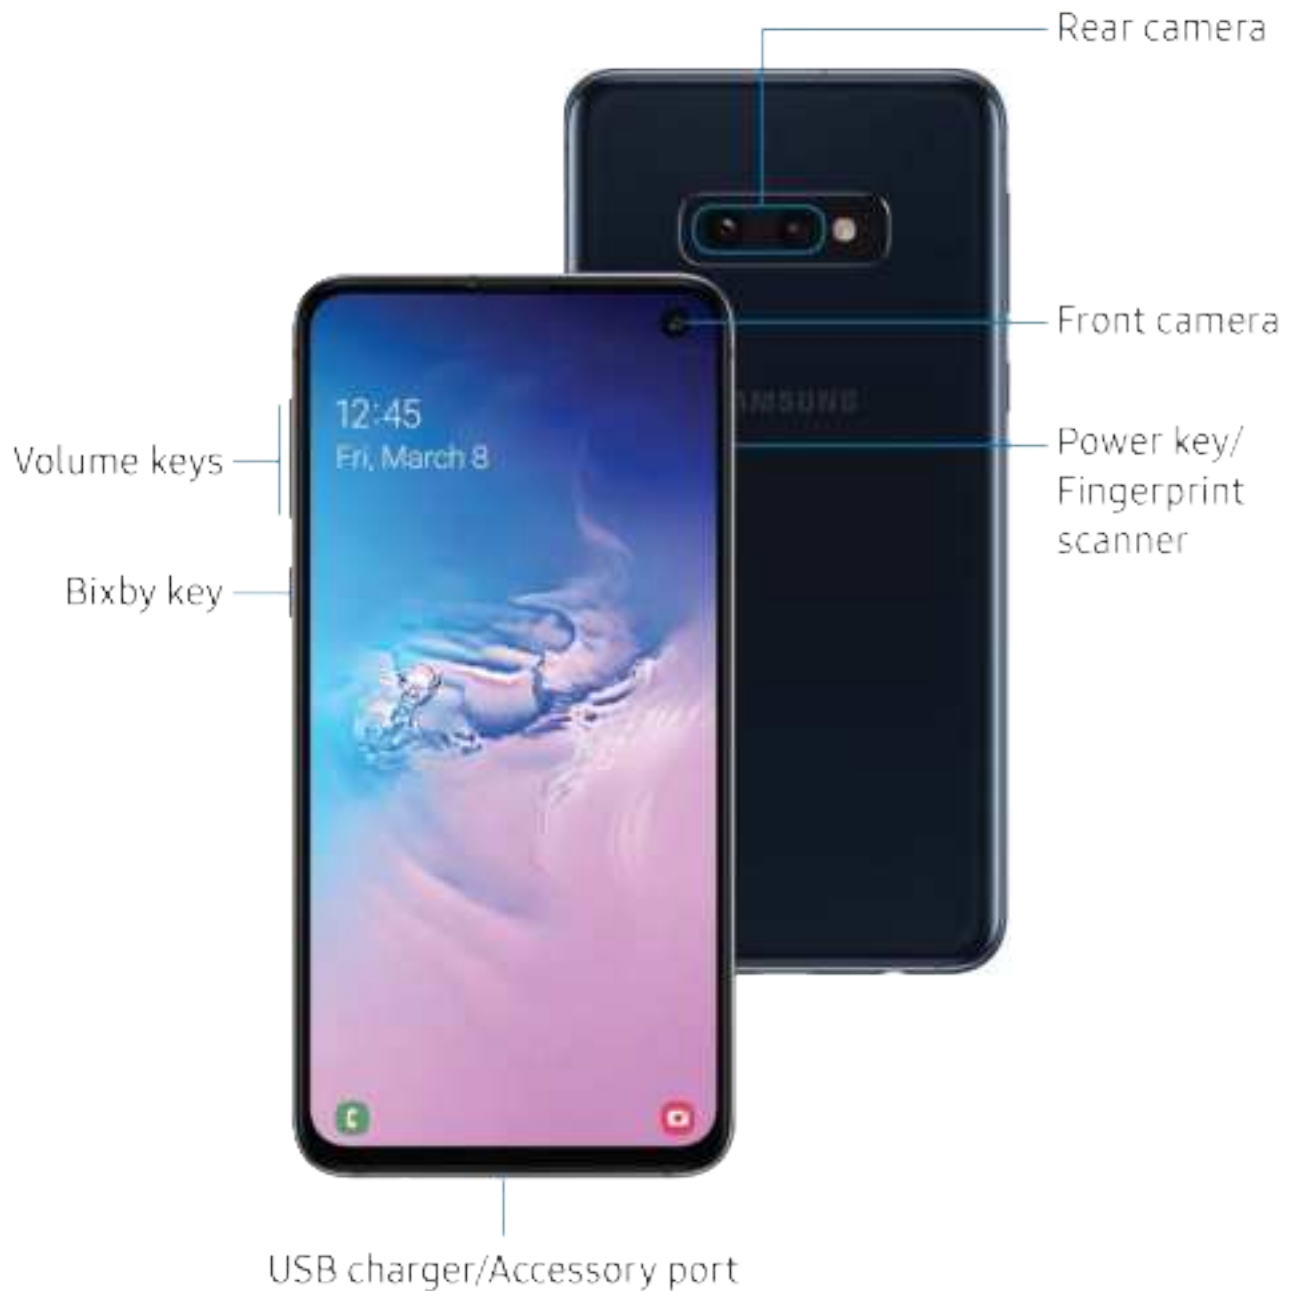 Rear camera
Front camera
12:45
Fri, March 8
AMSUNG
Volume keys
Power key/
Fingerprint
scanner
Bixby key
USB charger/Accessory port